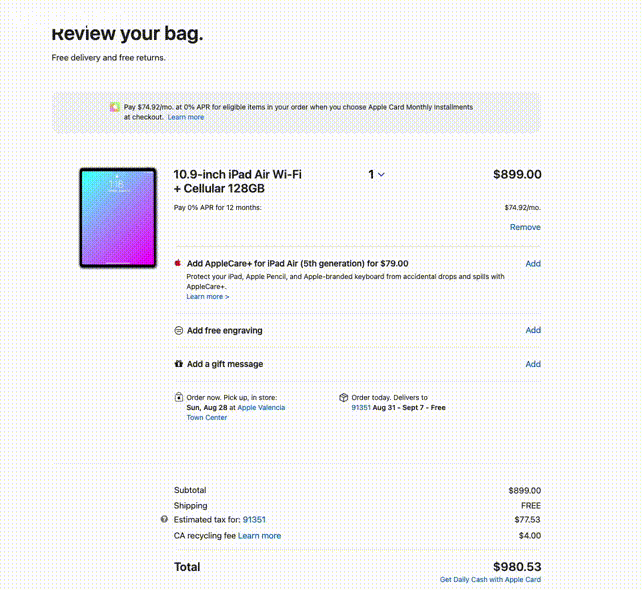 Review your bag.
Free delivery and free returns.
Pay $74.92/mo. at 0% APR for eligible items in your order when you choose Apple Card Monthly Installments
at checkout. Learn more
10.9-inch iPad Air Wi-Fi
+ Cellular 128GB
1
$899.00
Pay 0% APR for 12 months:
$74.92/mo.
Remove
Add AppleCare+ for iPad Air (5th generation) for $79.00
Add
Protect your iPad, Apple Pencil, and Apple-branded keyboard from accidental drops and spills with
AppleCare+.
Learn more >
Add free engraving
Add
Add a gift message
Add
Order now. Pick up, in store:
Sun, Aug 28 at Apple Valencia
Town Center
Order today. Delivers to
91351 Aug 31 - Sept 7 - Free
Subtotal
$899.00
Shipping
FREE
Estimated tax for: 91351
$77.53
CA recycling fee Learn more
$4.00
Total
$980.53
Get Daily Cash with Apple Card